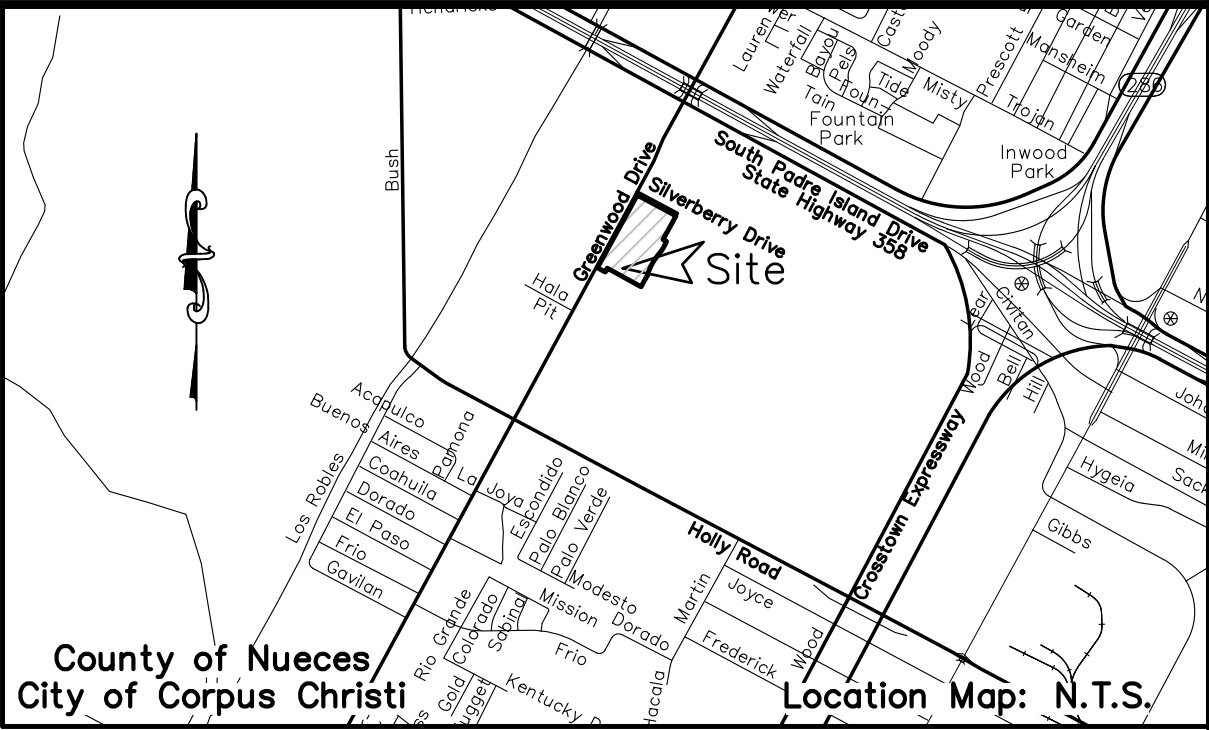 Lauren
Waterfall
Bayou
Pels
Moody
Prescott
Garden
Mansheim
286
Tide
Misty
Foun-
Tain
Trojan
Fountain
Park
Inwood
Park
Bush
South Padre Island Drive
State Highway 358
Greenwood Drive
Silverberry Drive
Site
Hala
Pit
Lear
Civitan
Wood
Bell
Hill
Acapulco
Buenos
Aires
Pamona
La Joya
Coahuila
Dorado
El Paso
Frio
Gavilan
Los Robles
Escondido
Palo Blanco
Palo Verde
Crosstown Expressway
Hygeia
Gibbs
Holly Road
Modesto
Mission
Dorado
Frio
Martin
Joyce
Frederick
Wood
Rio Grande
Colorado
Sabinal
Gold
Kentucky
Hacala
County of Nueces
City of Corpus Christi
Location Map: N.T.S.